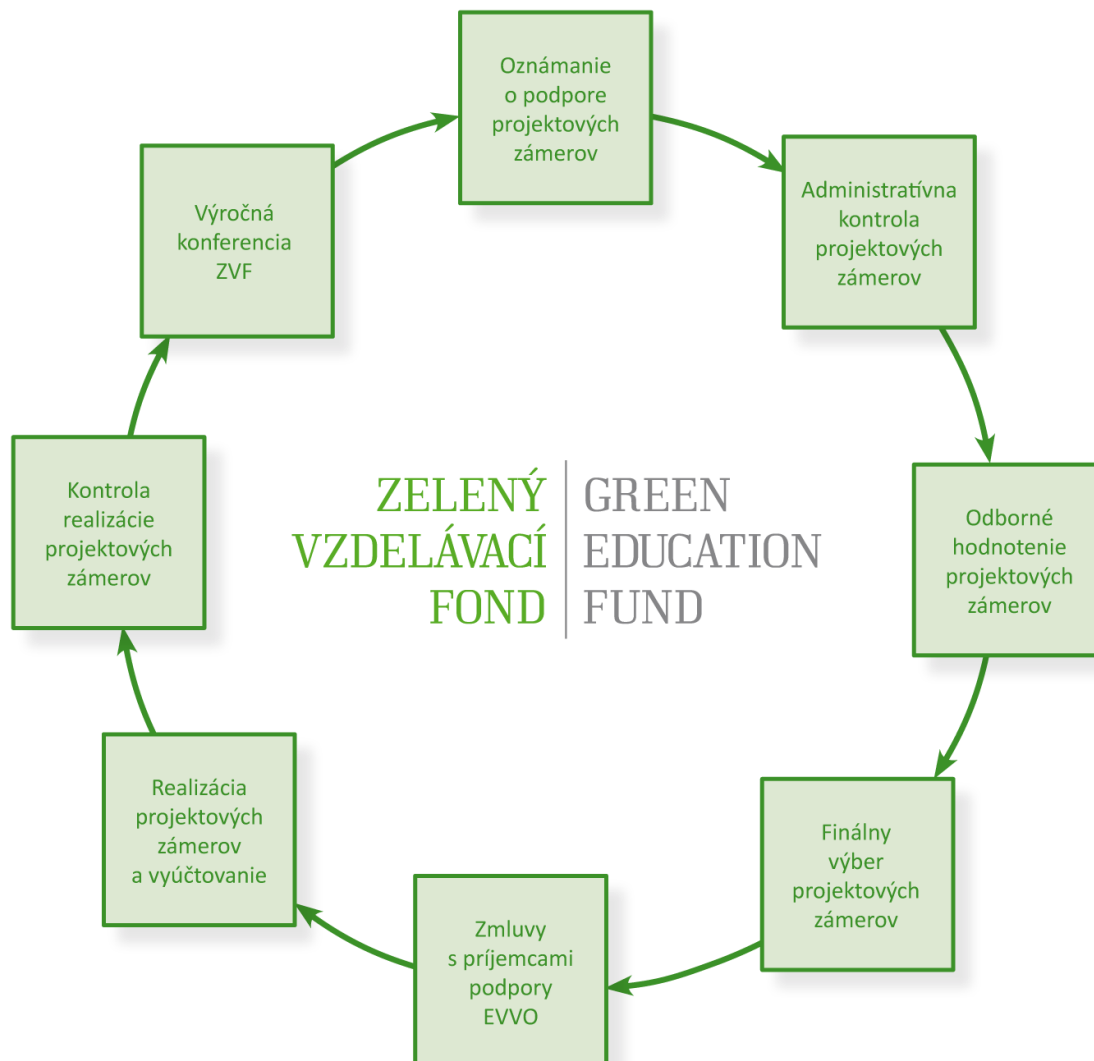 Oznámanie
o podpore
projektových
zámerov
Administratívna
kontrola
projektových
zámerov
Odborné
hodnotenie
projektových
zámerov
Finálny
výber
projektových
zámerov
Zmluvy
s príjemcami
podpory
EVVO
Realizácia
projektových
zámerov
a vyúčtovanie
Kontrola
realizácie
projektových
zámerov
Výročná
konferencia
ZVF
ZELENÝ
VZDELÁVACÍ
FOND
GREEN
EDUCATION
FUND